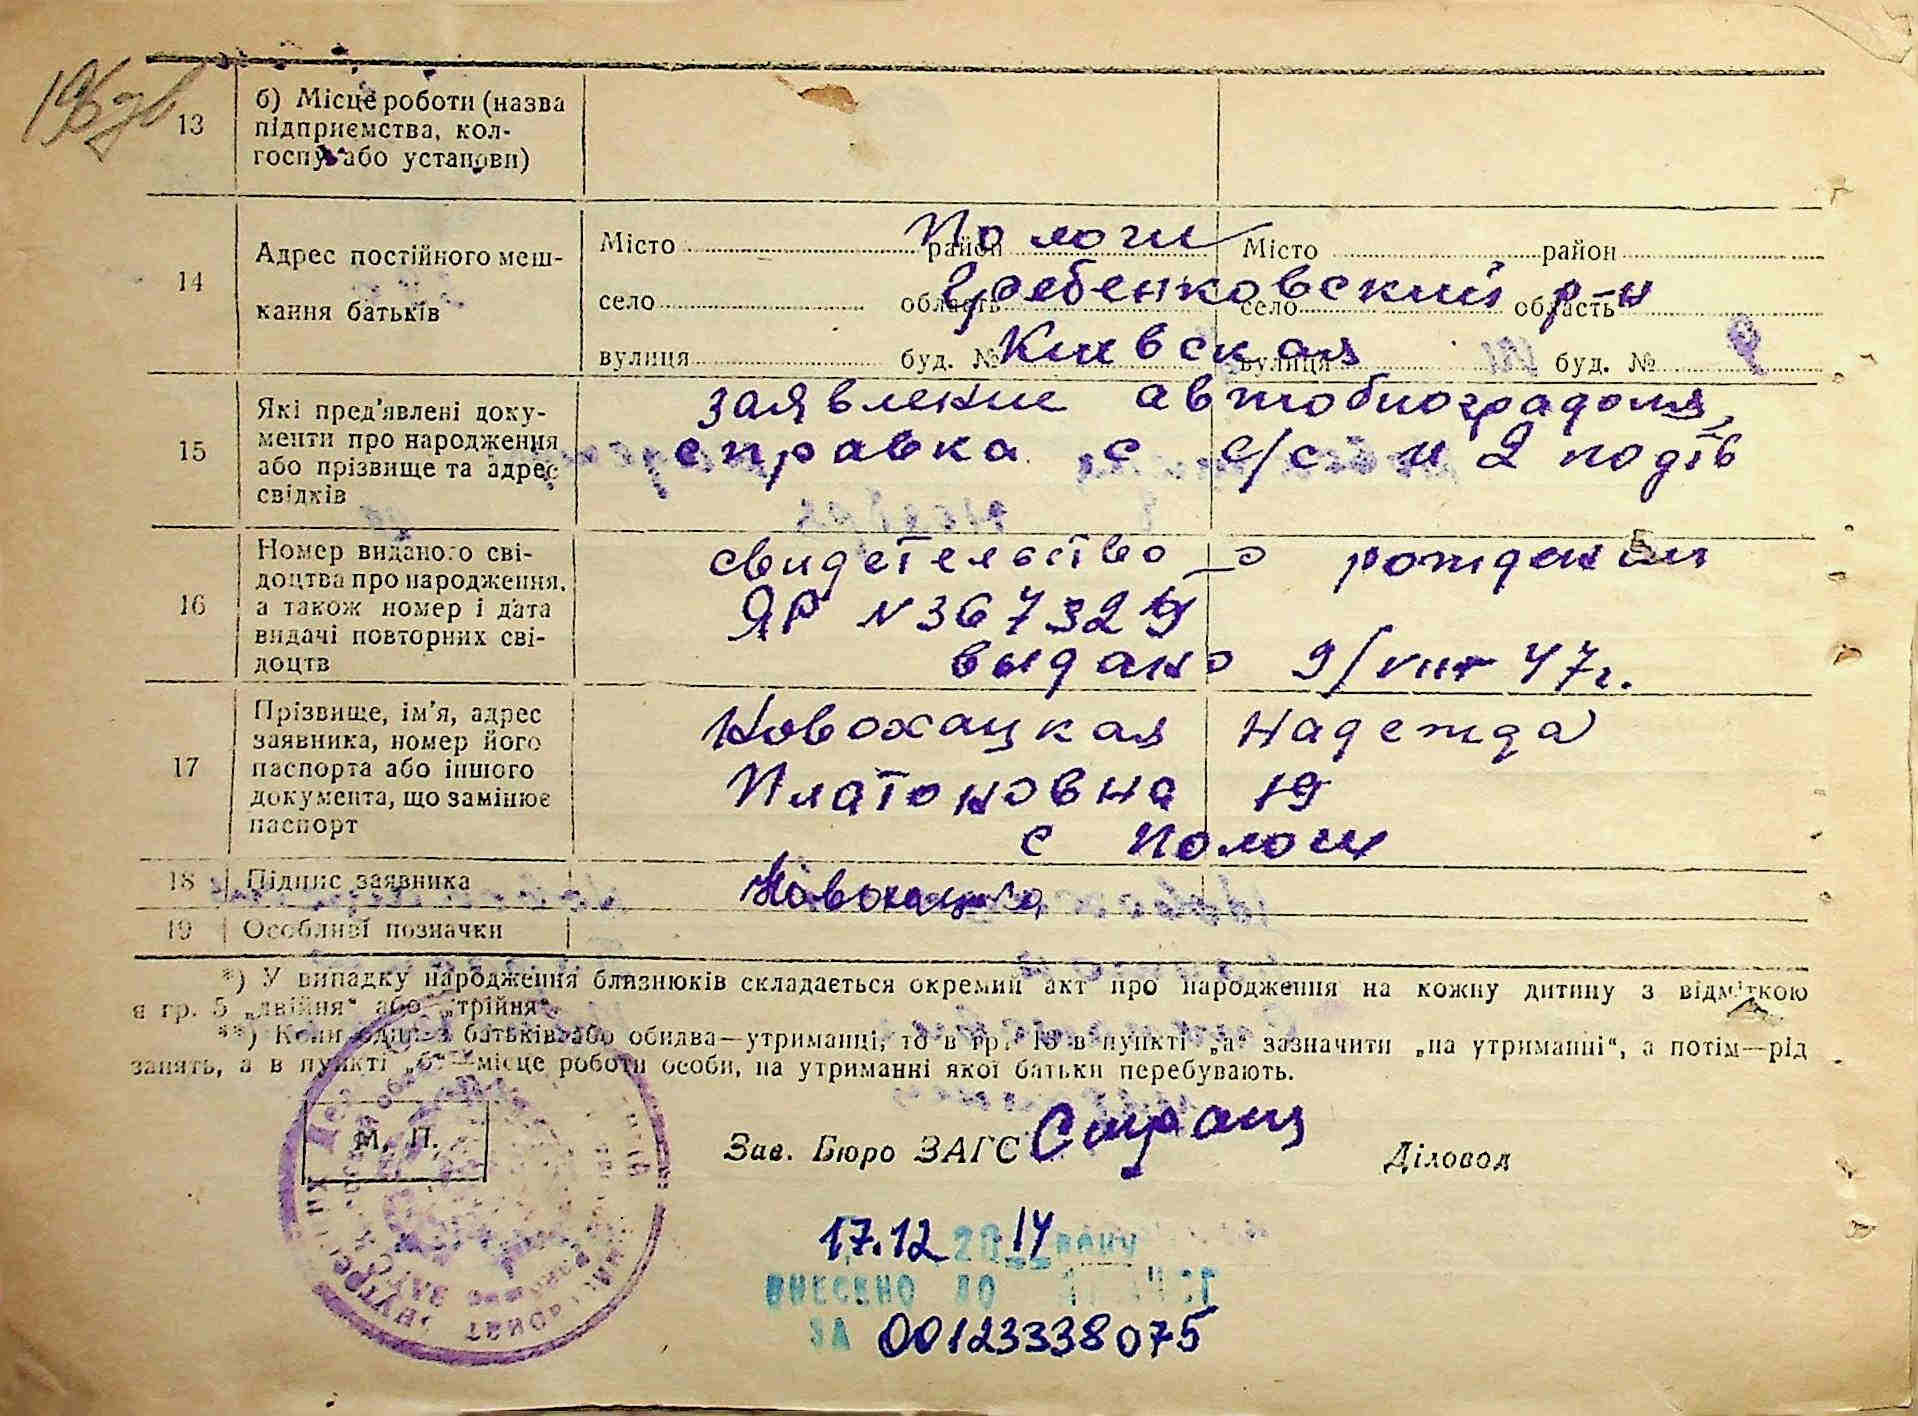 13
б) Місце роботи (назва
підприємства, кол-
госпу або установи)
14
Адрес постійного меш-
кання батьків
Місто район Місто район
Пологи
село область село область
Гребенковский р-н
вулиця буд. № вулиця буд. №
Киевская
15
Які пред'явлені доку-
менти про народження
або прізвище та адрес
свідків
заявление автобиография,
справка с с/с и 2
16
Номер виданого сві-
доцтва про народження,
а також номер і дата
видачі повторних сві-
доцтв
свидетельство о рождении
ЯР N 367329
выдано 9/VIII 47г.
17
Прізвище, ім'я, адрес
заявника, номер його
паспорта або іншого
документа, що замінює
паспорт
Новохацкая Надежда
Платоновна 19
с Пологи
18 Підпис заявника
19 Особливі позначки
*) У випадку народження близнюків складається окремий акт про народження на кожну дитину з відміткою
в гр. 5 „двійня“ або „трійня“
**) Коли один з батьків або обидва—утриманці, то в гр. 13 в пункті „а“ зазначити „на утриманні“, а потім—рід
занять, а в пункті „б“—місце роботи особи, на утриманні якої батьки перебувають.
М. П.
Зав. Бюро ЗАГС
Діловод
17.12 2014 року
ВНЕСЕНО ДО
ЗА 00123338075